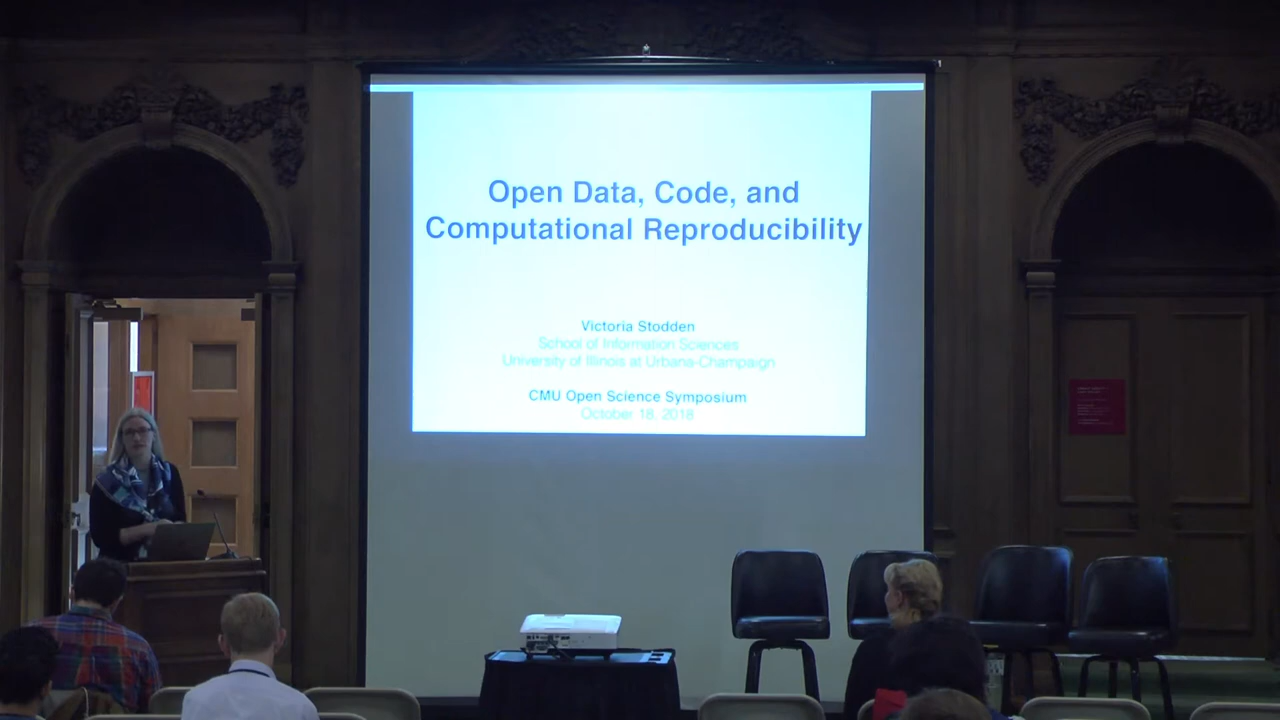 Open Data, Code, and
Computational Reproducibility
Victoria Stodden
School of Information Sciences
University of Illinois at Urbana-Champaign
CMU Open Science Symposium
October 18, 2018